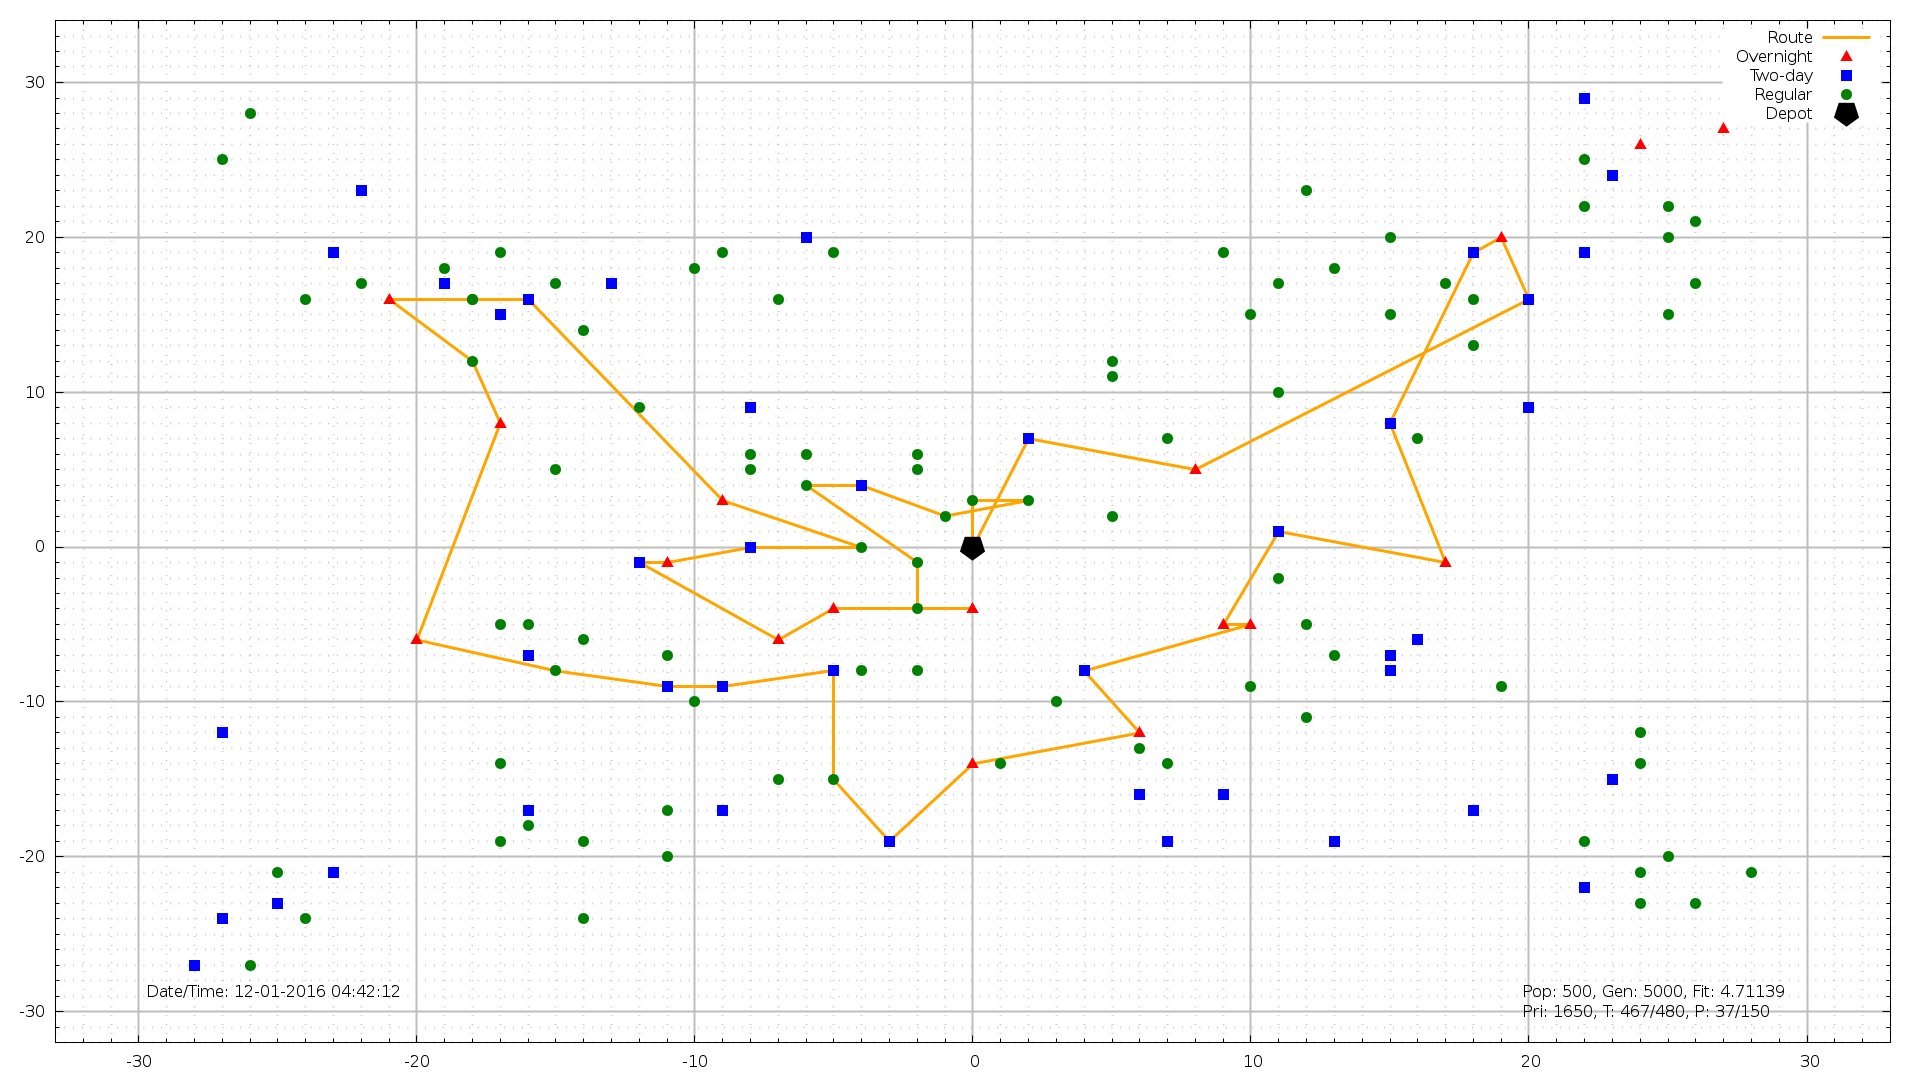 Route
Overnight
Two-day
Regular
Depot
30
20
10
0
-10
-20
-30
Date/Time: 12-01-2016 04:42:12
Pop: 500, Gen: 5000, Fit: 4.71139
Pri: 1650, T: 467/480, P: 37/150
-30
-20
-10
0
10
20
30